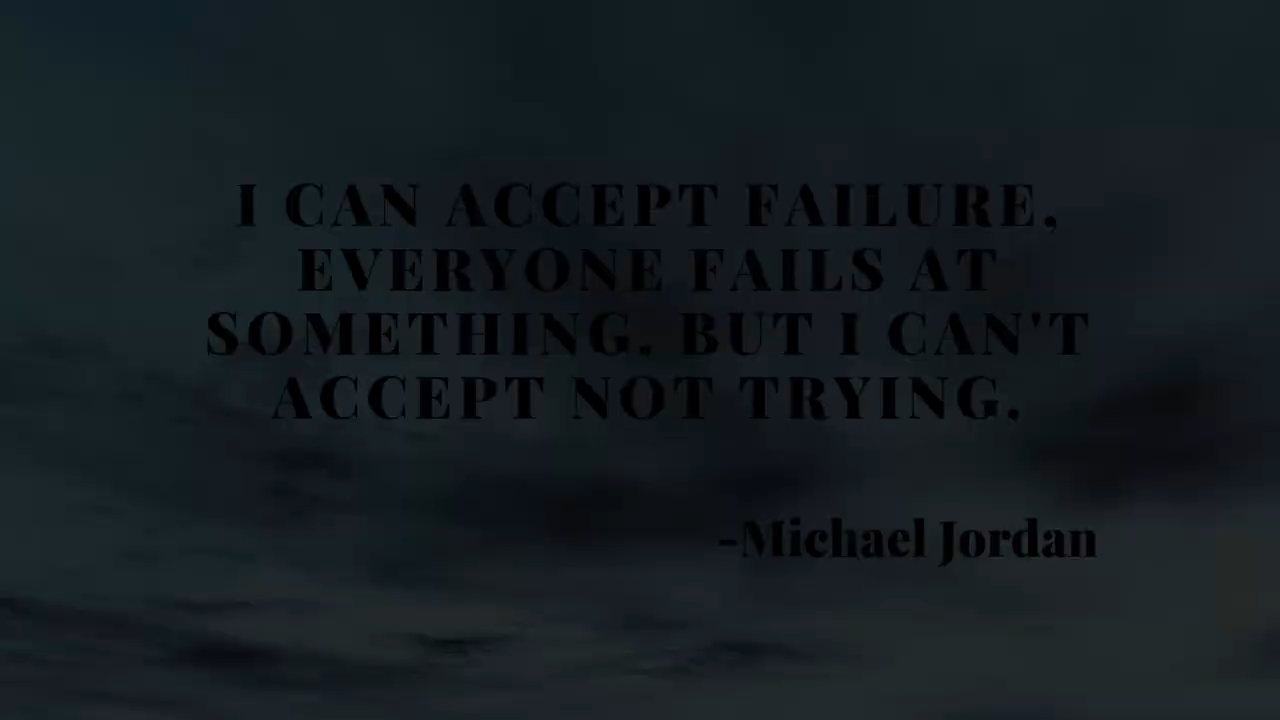 I CAN ACCEPT FAILURE,
EVERYONE FAILS AT
SOMETHING. BUT I CAN'T
ACCEPT NOT TRYING.
-Michael Jordan